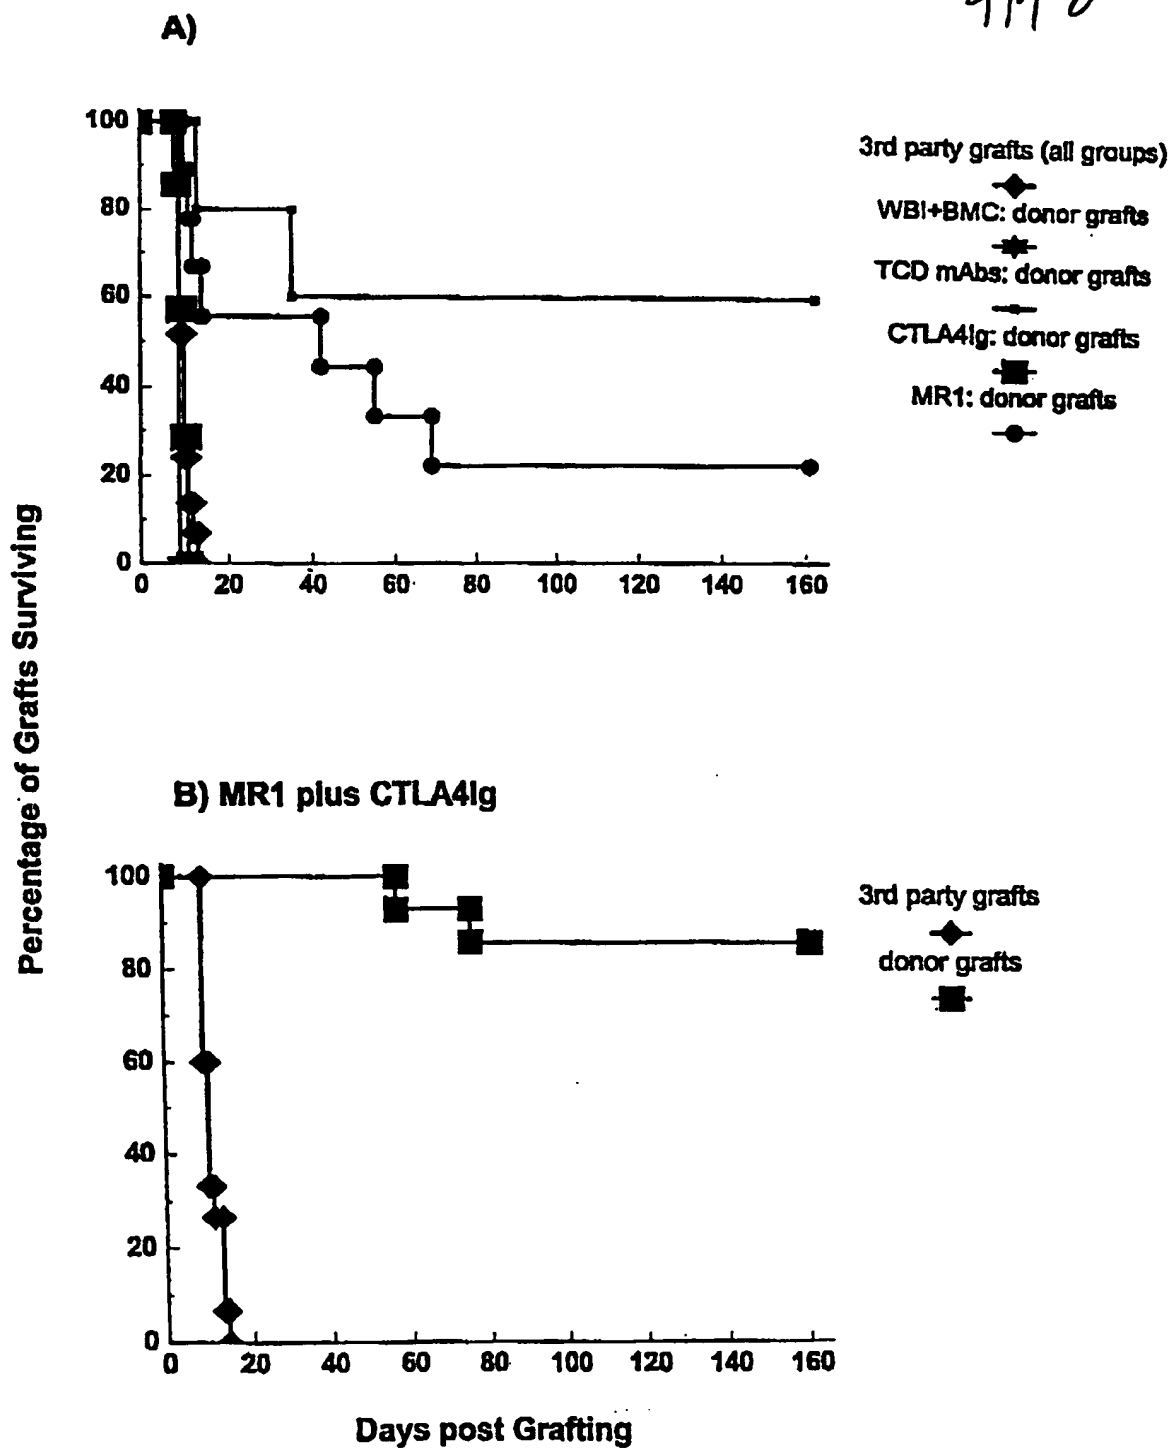 A)
100
80
60
40
20
0
0 20 40 60 80 100 120 140 160
3rd party grafts (all groups)
WBI+BMC: donor grafts
TCD mAbs: donor grafts
CTLA4Ig: donor grafts
MR1: donor grafts
Percentage of Grafts Surviving
B) MR1 plus CTLA4Ig
100
80
60
40
20
0
0 20 40 60 80 100 120 140 160
3rd party grafts
donor grafts
Days post Grafting